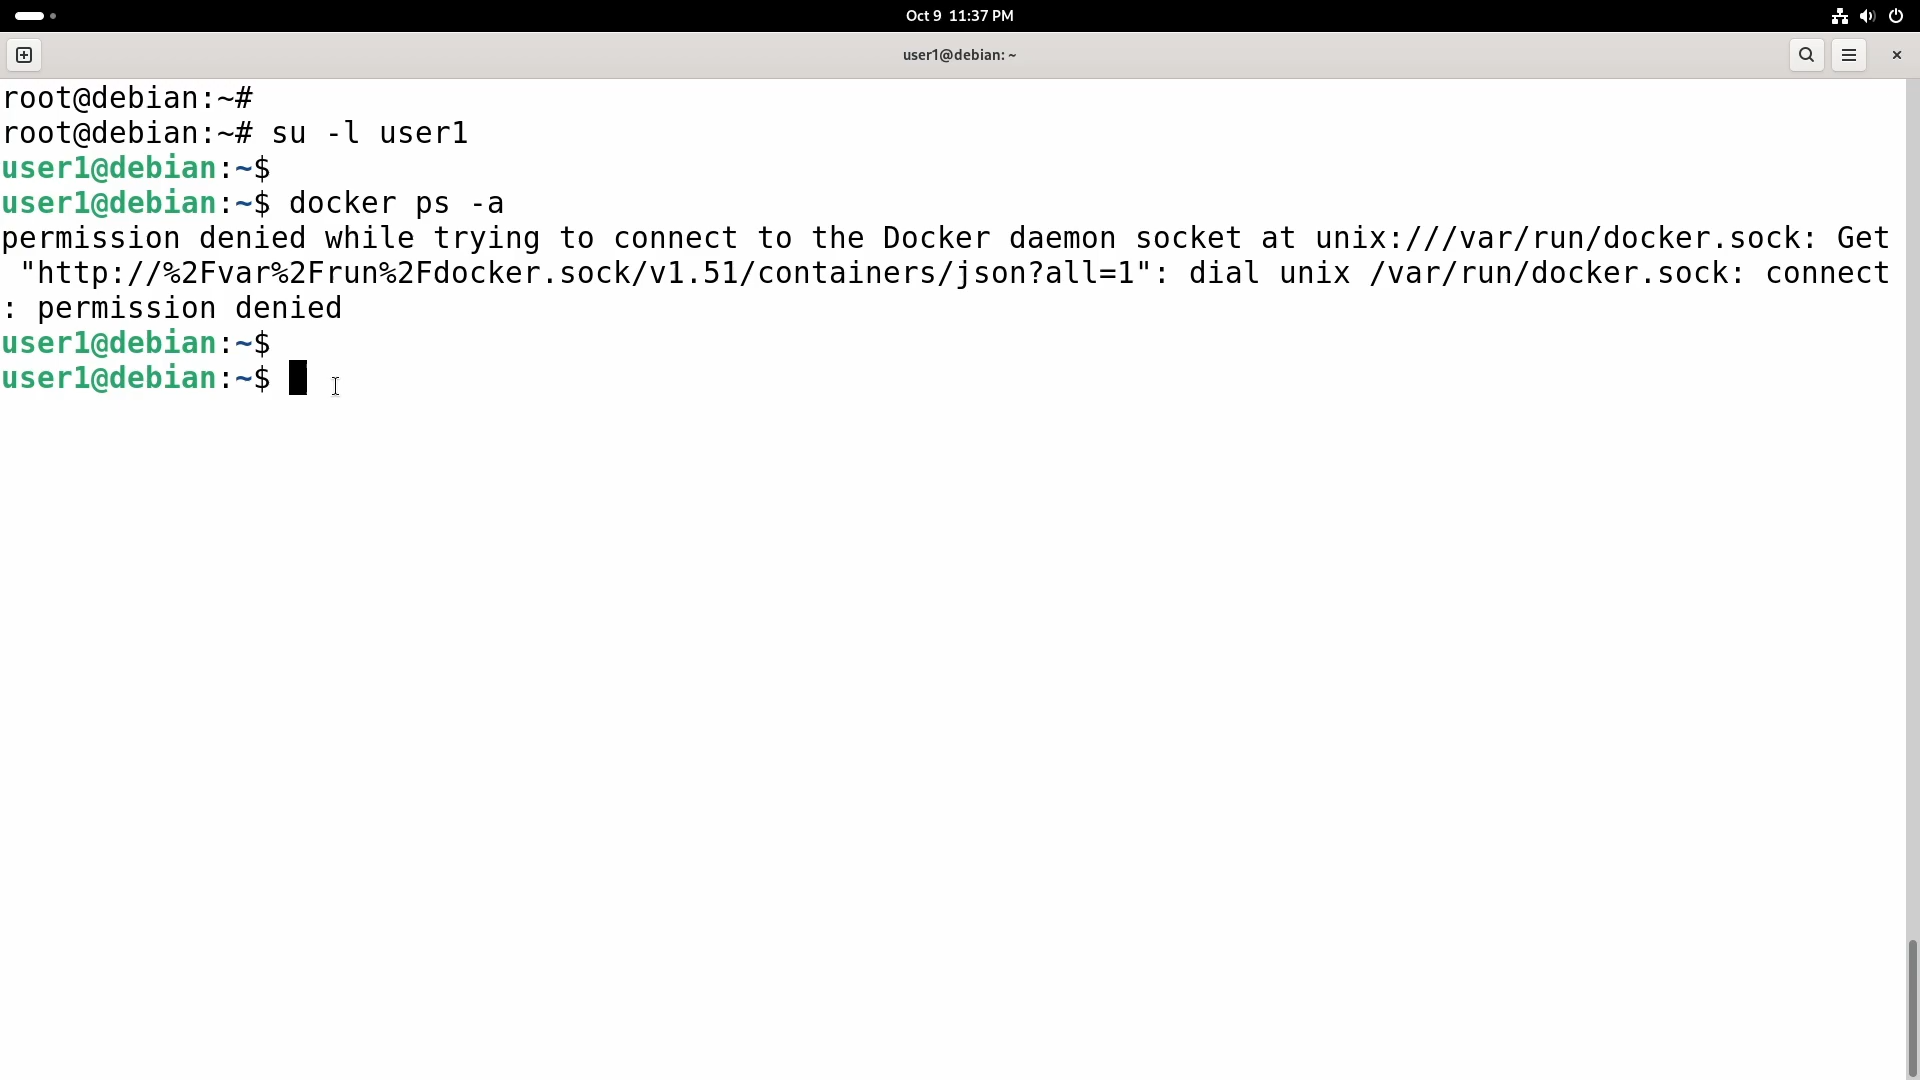 Oct 9 11:37 PM
user1@debian: ~
root@debian:~#
root@debian:~# su -l user1
user1@debian:~$
user1@debian:~$ docker ps -a
permission denied while trying to connect to the Docker daemon socket at unix:///var/run/docker.sock: Get
 "http://%2Fvar%2Frun%2Fdocker.sock/v1.51/containers/json?all=1": dial unix /var/run/docker.sock: connect
: permission denied
user1@debian:~$
user1@debian:~$